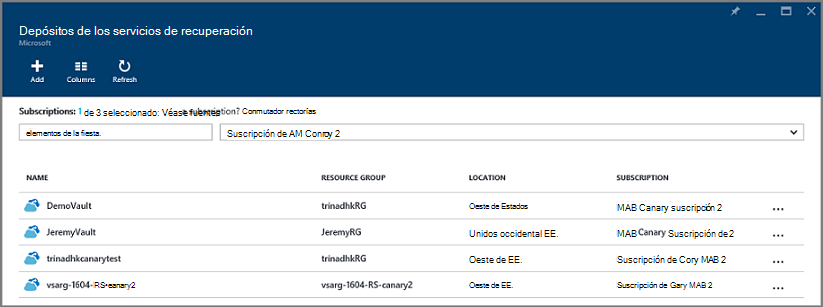 Depósitos de los servicios de recuperación
Microsoft
Add Columns Refresh
Subscriptions: 1 de 3 seleccionado: Véase fuentes subscription? Conmutador rectorías
elementos de la fiesta. Suscripción de AM Conroy 2
NAME RESOURCE GROUP LOCATION SUBSCRIPTION
DemoVault trinadhkRG Oeste de Estados MAB Canary suscripción 2 ...
JeremyVault JeremyRG Unidos occidental EE. MAB Canary Suscripción de 2 ...
trinadhkcanarytest trinadhkRG Oeste de EE. Suscripción de Cory MAB 2 ...
vsarg-1604-RS-canary2 vsarg-1604-RS-canary2 Oeste de EE. Suscripción de Gary MAB 2 ...